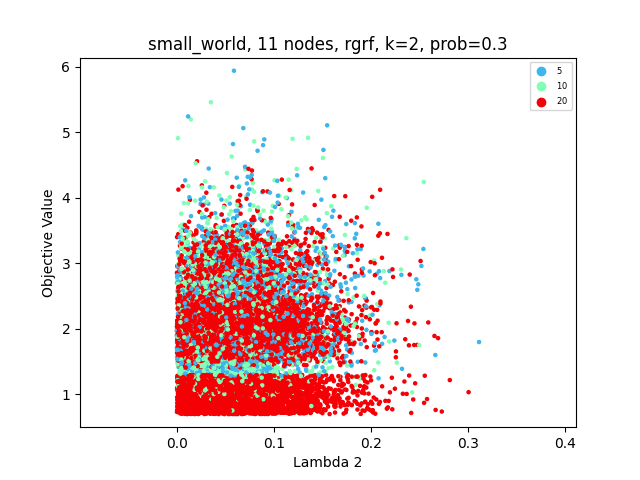 small_world, 11 nodes, rgrf, k=2, prob=0.3
6
5
4
3
2
1
Objective Value
5
10
20
0.0 0.1 0.2 0.3 0.4
Lambda 2